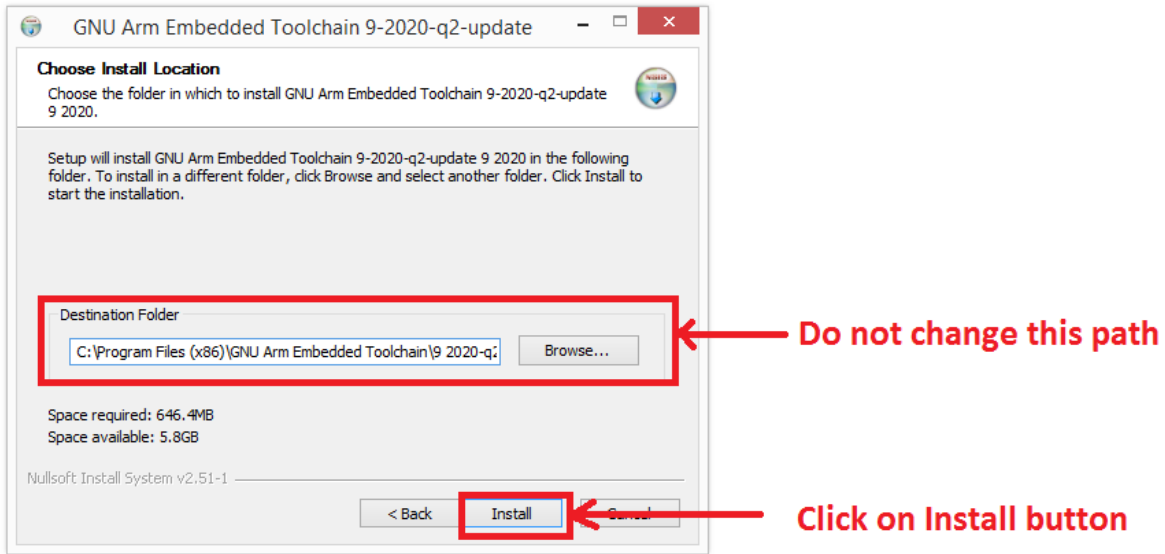 GNU Arm Embedded Toolchain 9-2020-q2-update
Choose Install Location
Choose the folder in which to install GNU Arm Embedded Toolchain 9-2020-q2-update
9 2020.
Setup will install GNU Arm Embedded Toolchain 9-2020-q2-update 9 2020 in the following
folder. To install in a different folder, click Browse and select another folder. Click Install to
start the installation.
Destination Folder
C:\Program Files (x86)\GNU Arm Embedded Toolchain\9 2020-q2
Browse...
Do not change this path
Space required: 646.4MB
Space available: 5.8GB
Nullsoft Install System v2.51-1
< Back
Install
Cancel
Click on Install button